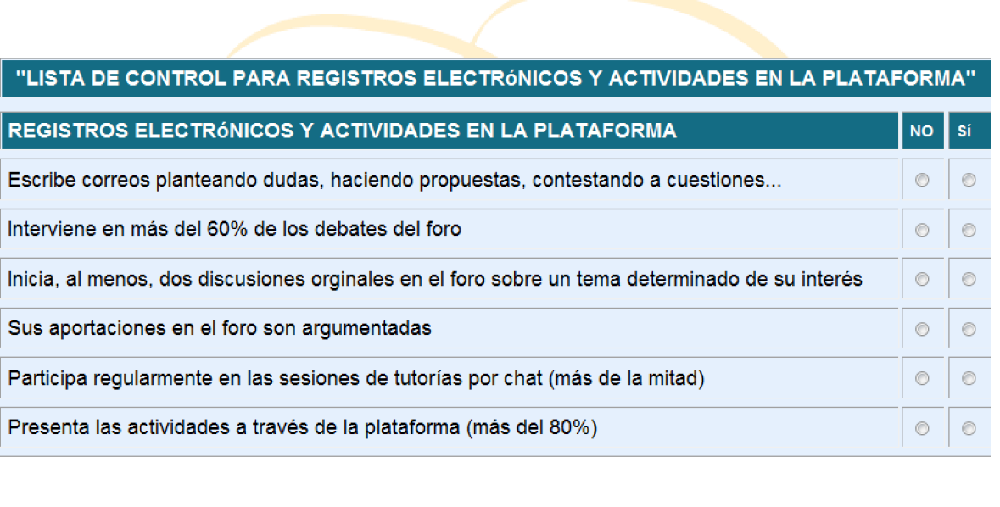 "LISTA DE CONTROL PARA REGISTROS ELECTRóNICOS Y ACTIVIDADES EN LA PLATAFORMA"
REGISTROS ELECTRóNICOS Y ACTIVIDADES EN LA PLATAFORMA NO Sí
Escribe correos planteando dudas, haciendo propuestas, contestando a cuestiones...
Interviene en más del 60% de los debates del foro
Inicia, al menos, dos discusiones orginales en el foro sobre un tema determinado de su interés
Sus aportaciones en el foro son argumentadas
Participa regularmente en las sesiones de tutorías por chat (más de la mitad)
Presenta las actividades a través de la plataforma (más del 80%)